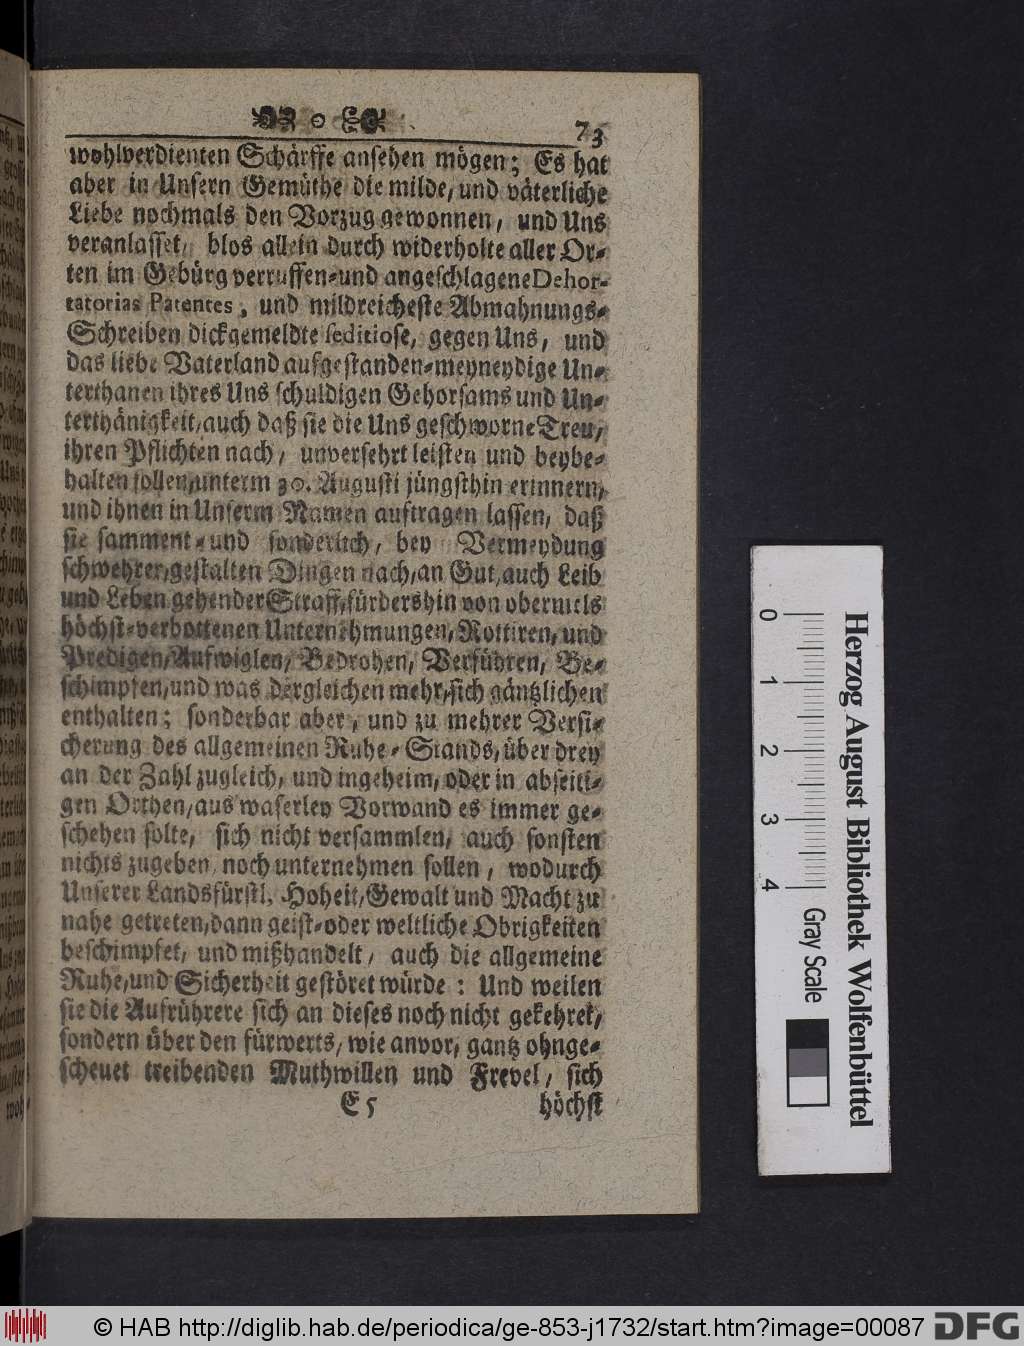 73
wohlverdienten Schärffe ansehen mögen; Es hat
aber in Unsern Gemüthe die milde, und väterliche
Liebe nochmals den Vorzug gewonnen, und Uns
veranlasset, blos allein durch widerholte aller Or-
ten im Gebürg verruffen-und angeschlagene Dehor-
tatorias Patentes, und mildreicheste Abmahnungs-
Schreiben dickgemeldte seditiose, gegen Uns, und
das liebe Vaterland aufgestanden-meyneydige Un-
terthanen ihres Uns schuldigen Gehorsams und Un-
terthänigkeit, auch daß sie die Uns geschworne Treu,
ihren Pflichten nach, unversehrt leisten und beybe-
halten sollen, unterm 30. Augusti jüngsthin erinnern,
und ihnen in Unserm Namen auftragen lassen, daß
sie samment-und sonderlich, bey Vermeydung
schwehrer, gestalten Dingen nach, an Gut, auch Leib
und Leben gehender Straff, fürdershin von obermels
höchst-verbottenen Unternehmungen, Rottiren, und
Predigen, Aufwiglen, Bedrohen, Verführen, Be-
schimpfen, und was dergleichen mehr, sich gäntzlichen
enthalten; sonderbar aber, und zu mehrer Versi-
cherung des allgemeinen Ruhe-Stands, über drey
an der Zahl zugleich, und ingeheim, oder in abseiti-
gen Orthen, aus waserley Vorwand es immer ge-
schehen solte, sich nicht versammlen, auch sonsten
nichts zugeben, noch unternehmen sollen, wodurch
Unserer Landsfürstl. Hoheit, Gewalt und Macht zu
nahe getreten, dann geist-oder weltliche Obrigkeiten
beschimpfet, und mißhandelt, auch die allgemeine
Ruhe, und Sicherheit gestöret würde: Und weilen
sie die Aufrührere sich an dieses noch nicht gekehret,
sondern über den fürwerts, wie anvor, gantz ohnge-
scheuet treibenden Muthwillen und Frevel, sich
E 5 höchst
0 1 2 3 4
Herzog August Bibliothek Wolfenbüttel
Gray Scale
© HAB http://diglib.hab.de/periodica/ge-853-j1732/start.htm?image=00087
DFG